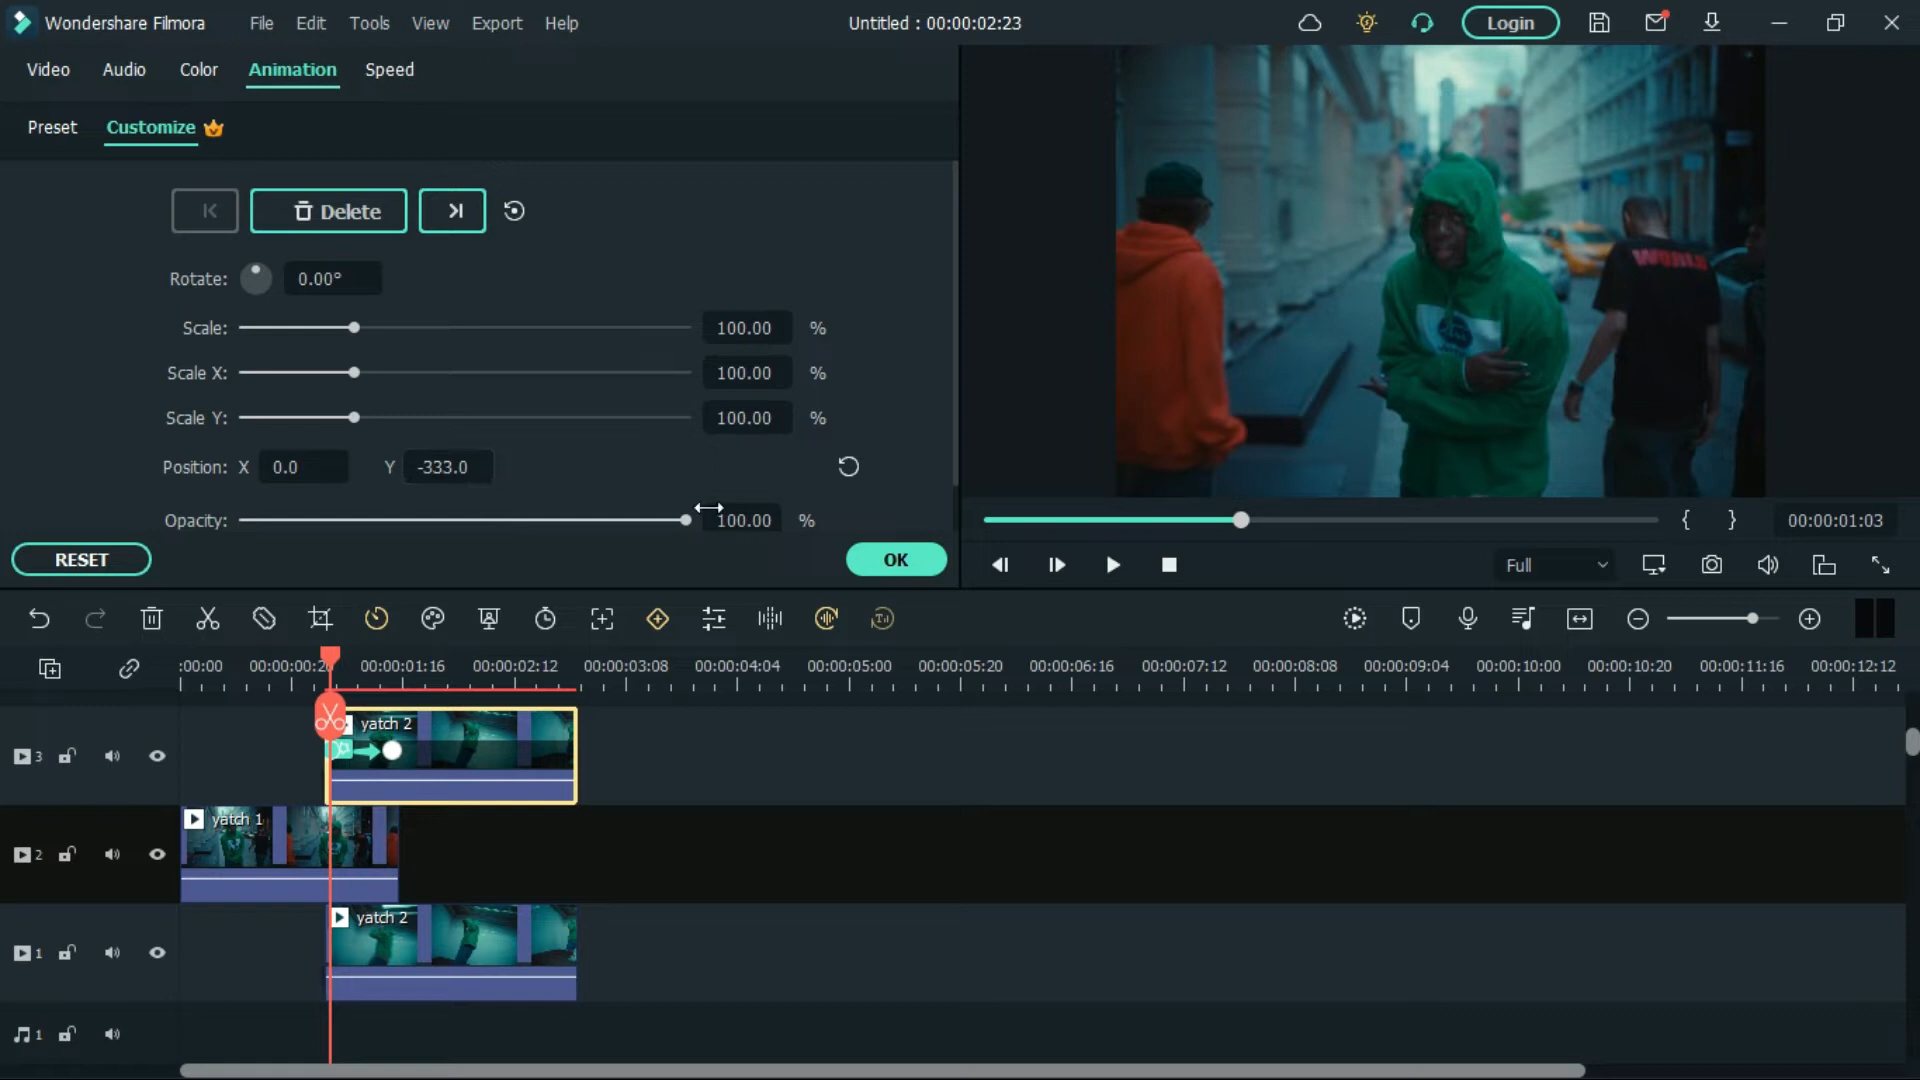 Wondershare Filmora File Edit Tools View Export Help Untitled : 00:00:02:23 Login
Video Audio Color Animation Speed
Preset Customize
Delete
Rotate: 0.00°
Scale: 100.00 %
Scale X: 100.00 %
Scale Y: 100.00 %
Position: X 0.0 Y -333.0
Opacity: 100.00 %
RESET OK
WORLD
{ } 00:00:01:03
Full
:00:00 00:00:00:2 00:00:01:16 00:00:02:12 00:00:03:08 00:00:04:04 00:00:05:00 00:00:05:20 00:00:06:16 00:00:07:12 00:00:08:08 00:00:09:04 00:00:10:00 00:00:10:20 00:00:11:16 00:00:12:12
3 yatch 2
2 yatch 1
1 yatch 2
1